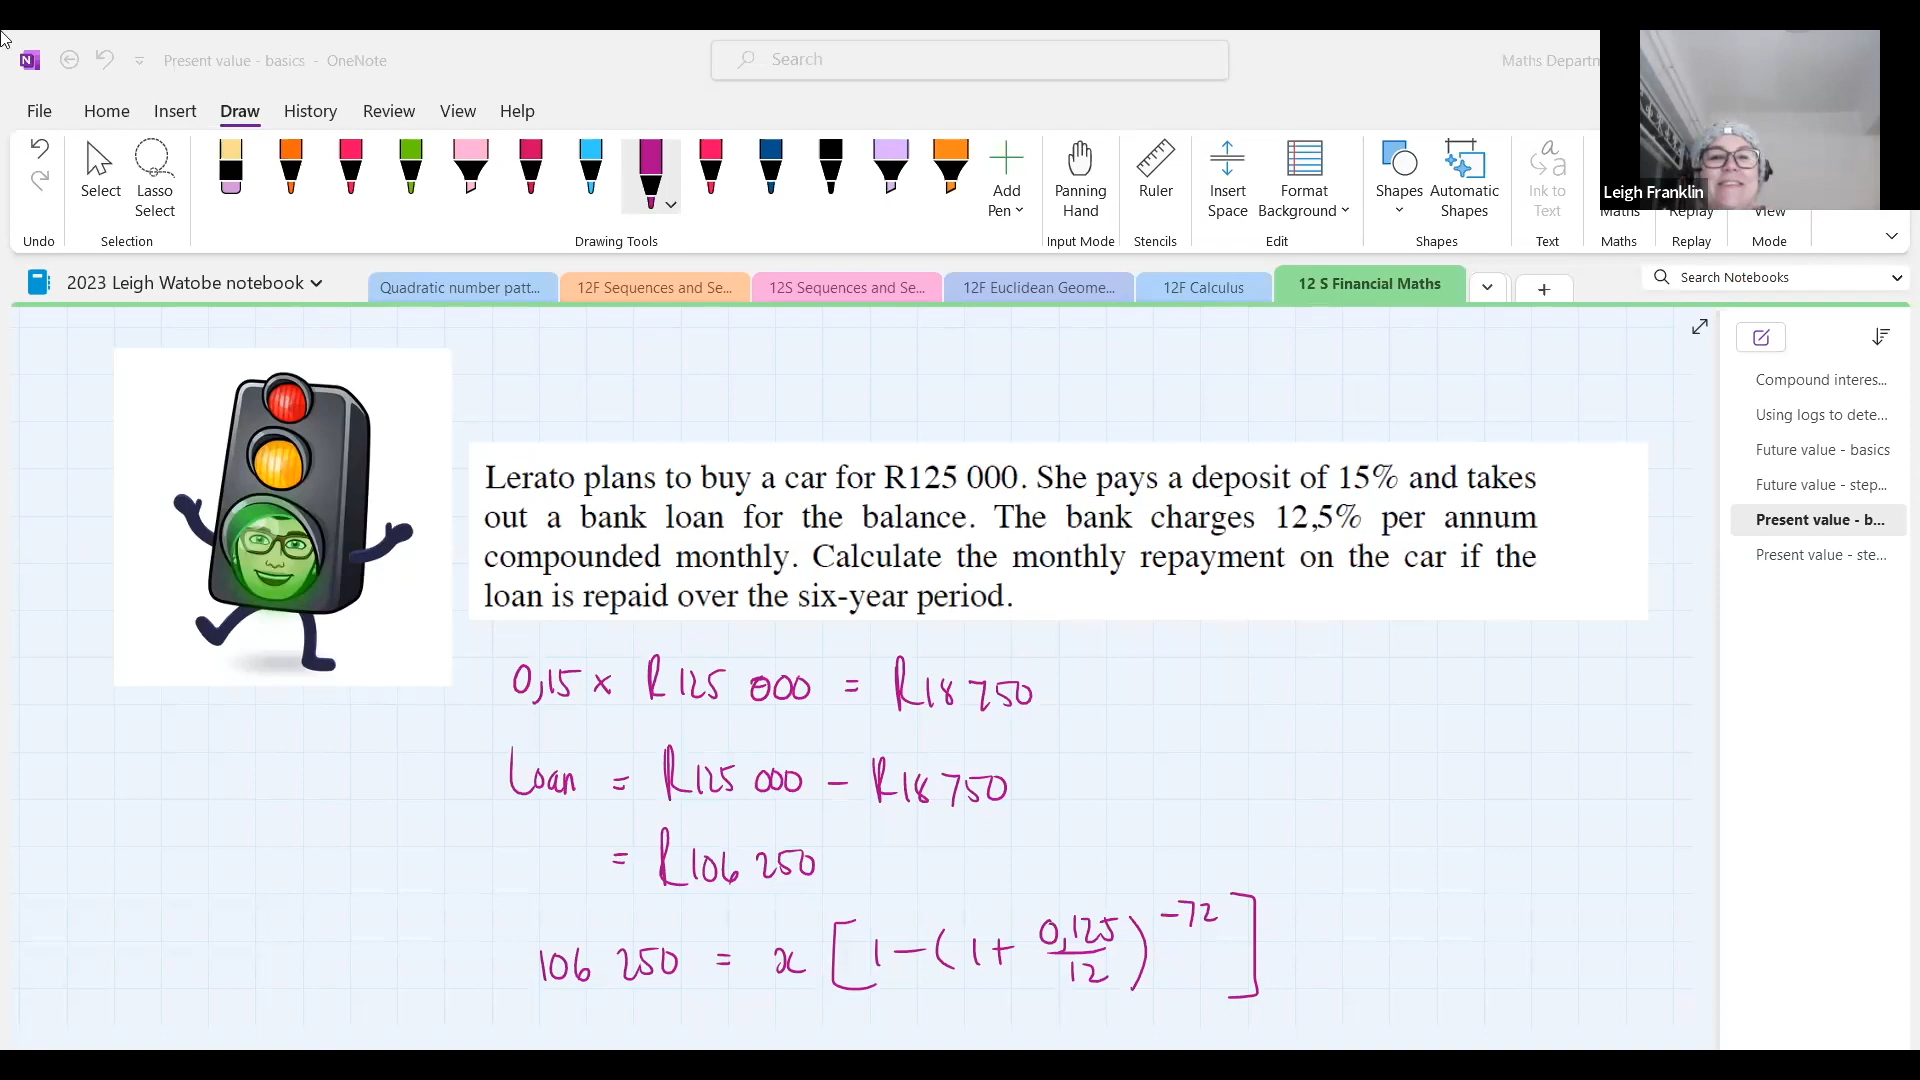 Present value - basics - OneNote
Search
Maths Departn
File Home Insert Draw History Review View Help
Select
Lasso Select
Add Pen
Panning Hand
Ruler
Insert Space
Format Background
Shapes
Automatic Shapes
Ink to Text
Maths
Replay
View
Leigh Franklin
Undo
Selection
Drawing Tools
Input Mode
Stencils
Edit
Shapes
Text
Maths
Replay
Mode
2023 Leigh Watobe notebook
Quadratic number patt...
12F Sequences and Se...
12S Sequences and Se...
12F Euclidean Geome...
12F Calculus
12 S Financial Maths
Search Notebooks
Compound interes...
Using logs to dete...
Future value - basics
Future value - step...
Present value - b...
Present value - ste...
Lerato plans to buy a car for R125 000. She pays a deposit of 15% and takes
out a bank loan for the balance. The bank charges 12,5% per annum
compounded monthly. Calculate the monthly repayment on the car if the
loan is repaid over the six-year period.
0,15 × R125 000 = R18 750
Loan = R125 000 - R18 750
= R106 250
106 250 = x [1-(1+ 0,125/12)^-72]